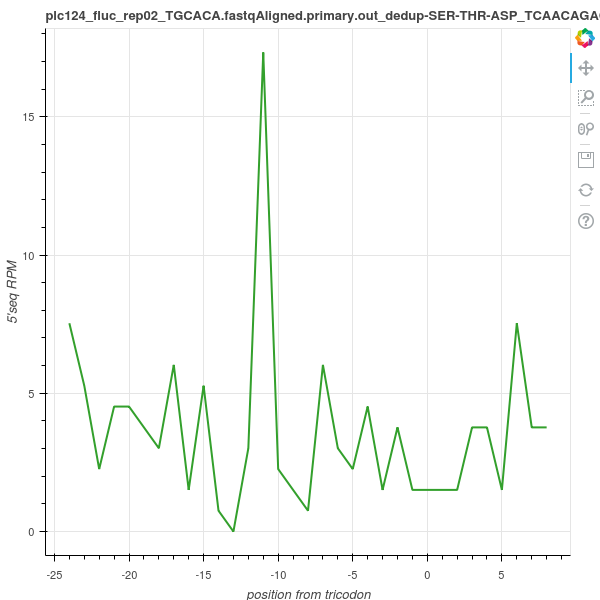 plc124_fluc_rep02_TGCACA.fastqAligned.primary.out_dedup-SER-THR-ASP_TCAACAGA
5'seq RPM
15
10
5
0
-25 -20 -15 -10 -5 0 5
position from tricodon